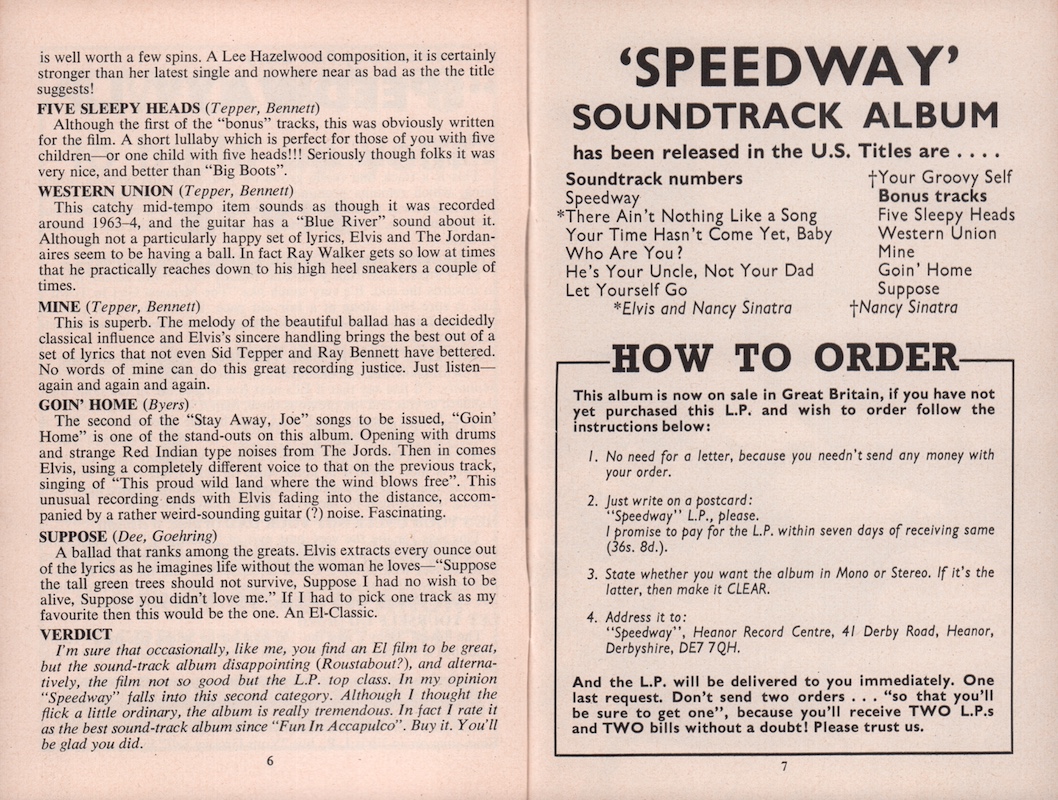 is well worth a few spins. A Lee Hazelwood composition, it is certainly
stronger than her latest single and nowhere near as bad as the the title
suggests!
FIVE SLEEPY HEADS (Tepper, Bennett)
Although the first of the “bonus” tracks, this was obviously written
for the film. A short lullaby which is perfect for those of you with five
children—or one child with five heads!!! Seriously though folks it was
very nice, and better than “Big Boots”.
WESTERN UNION (Tepper, Bennett)
This catchy mid-tempo item sounds as though it was recorded
around 1963–4, and the guitar has a “Blue River” sound about it.
Although not a particularly happy set of lyrics, Elvis and The Jordan-
aires seem to be having a ball. In fact Ray Walker gets so low at times
that he practically reaches down to his high heel sneakers a couple of
times.
MINE (Tepper, Bennett)
This is superb. The melody of the beautiful ballad has a decidedly
classical influence and Elvis's sincere handling brings the best out of a
set of lyrics that not even Sid Tepper and Ray Bennett have bettered.
No words of mine can do this great recording justice. Just listen—
again and again and again.
GOIN' HOME (Byers)
The second of the “Stay Away, Joe” songs to be issued, “Goin'
Home” is one of the stand-outs on this album. Opening with drums
and strange Red Indian type noises from The Jords. Then in comes
Elvis, using a completely different voice to that on the previous track,
singing of “This proud wild land where the wind blows free”. This
unusual recording ends with Elvis fading into the distance, accom-
panied by a rather weird-sounding guitar (?) noise. Fascinating.
SUPPOSE (Dee, Goehring)
A ballad that ranks among the greats. Elvis extracts every ounce out
of the lyrics as he imagines life without the woman he loves—“Suppose
the tall green trees should not survive, Suppose I had no wish to be
alive, Suppose you didn't love me.” If I had to pick one track as my
favourite then this would be the one. An El-Classic.
VERDICT
I'm sure that occasionally, like me, you find an El film to be great,
but the sound-track album disappointing (Roustabout?), and alterna-
tively, the film not so good but the L.P. top class. In my opinion
“Speedway” falls into this second category. Although I thought the
flick a little ordinary, the album is really tremendous. In fact I rate it
as the best sound-track album since “Fun In Accapulco”. Buy it. You'll
be glad you did.
6
‘SPEEDWAY’
SOUNDTRACK ALBUM
has been released in the U.S. Titles are . . . .
Soundtrack numbers
Speedway
*There Ain't Nothing Like a Song
Your Time Hasn't Come Yet, Baby
Who Are You?
He's Your Uncle, Not Your Dad
Let Yourself Go
*Elvis and Nancy Sinatra
†Your Groovy Self
Bonus tracks
Five Sleepy Heads
Western Union
Mine
Goin' Home
Suppose
†Nancy Sinatra
HOW TO ORDER
This album is now on sale in Great Britain, if you have not
yet purchased this L.P. and wish to order follow the
instructions below:
1. No need for a letter, because you needn't send any money with
your order.
2. Just write on a postcard:
“Speedway” L.P., please.
I promise to pay for the L.P. within seven days of receiving same
(36s. 8d.).
3. State whether you want the album in Mono or Stereo. If it's the
latter, then make it CLEAR.
4. Address it to:
“Speedway”, Heanor Record Centre, 41 Derby Road, Heanor,
Derbyshire, DE7 7QH.
And the L.P. will be delivered to you immediately. One
last request. Don't send two orders . . . “so that you'll
be sure to get one”, because you'll receive TWO L.P.s
and TWO bills without a doubt! Please trust us.
7